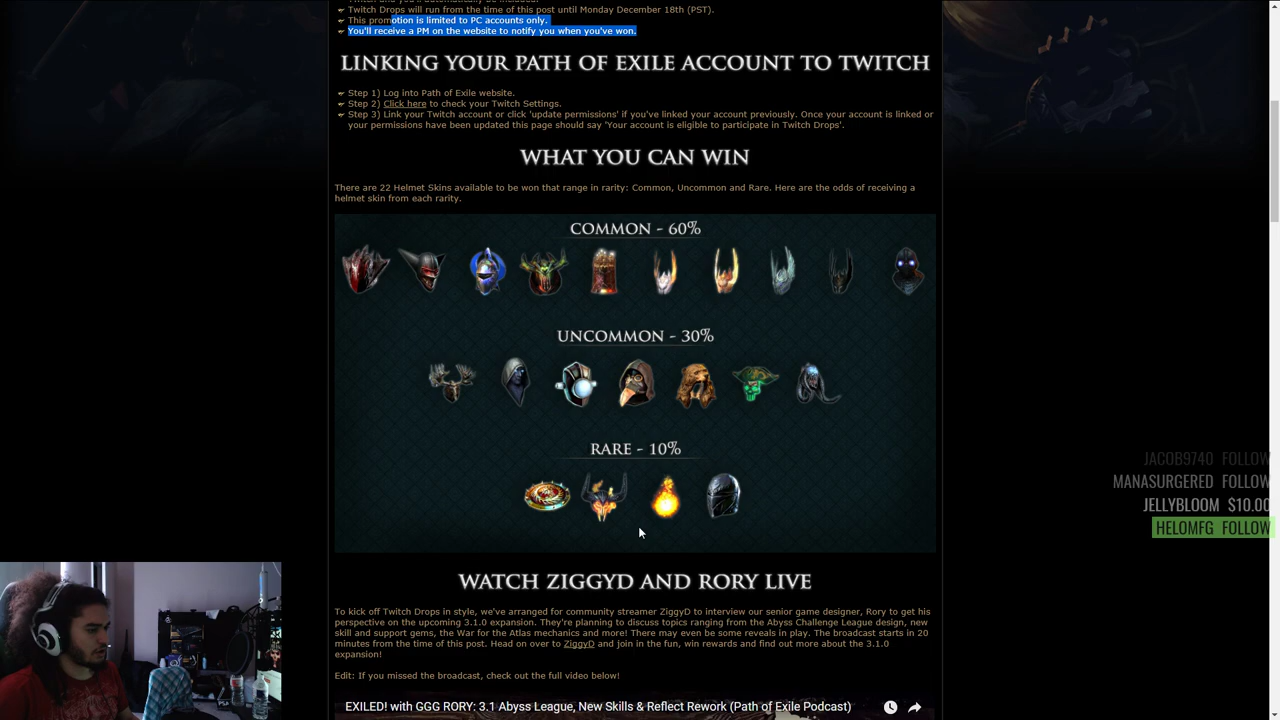 Twitch Drops will run from the time of this post until Monday December 18th (PST).
This promotion is limited to PC accounts only.
You'll receive a PM on the website to notify you when you've won.
LINKING YOUR PATH OF EXILE ACCOUNT TO TWITCH
Step 1) Log into Path of Exile website.
Step 2) Click here to check your Twitch Settings.
Step 3) Link your Twitch account or click 'update permissions' if you've linked your account previously. Once your account is linked or
your permissions have been updated this page should say 'Your account is eligible to participate in Twitch Drops'.
WHAT YOU CAN WIN
There are 22 Helmet Skins available to be won that range in rarity: Common, Uncommon and Rare. Here are the odds of receiving a
helmet skin from each rarity.
COMMON - 60%
UNCOMMON - 30%
RARE - 10%
JACOB9740 FOLLOW
MANASURGERED FOLLOW
JELLYBLOOM $10.00
HELOMFG FOLLOW
WATCH ZIGGYD AND RORY LIVE
To kick off Twitch Drops in style, we've arranged for community streamer ZiggyD to interview our senior game designer, Rory to get his
perspective on the upcoming 3.1.0 expansion. They're planning to discuss topics ranging from the Abyss Challenge League design, new
skill and support gems, the War for the Atlas mechanics and more! There may even be some reveals in play. The broadcast starts in 20
minutes from the time of this post. Head on over to ZiggyD and join in the fun, win rewards and find out more about the 3.1.0
expansion!
Edit: If you missed the broadcast, check out the full video below!
EXILED! with GGG RORY: 3.1 Abyss League, New Skills & Reflect Rework (Path of Exile Podcast)